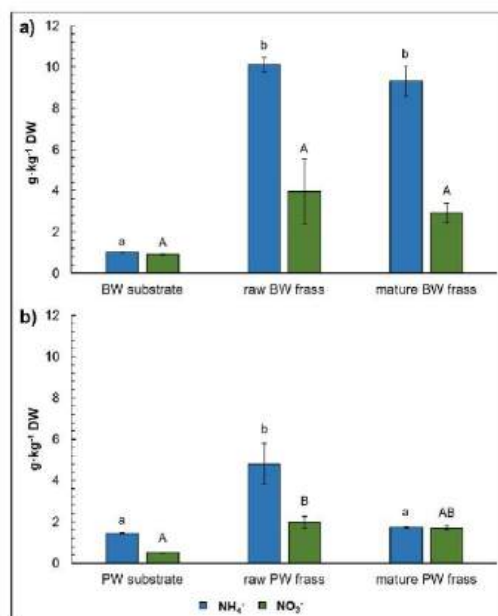 a)
12
b
b
10
8
g·kg⁻¹ DW
6
A
4
A
2
a
A
0
BW substrate
raw BW frass
mature BW frass
b)
12
10
8
g·kg⁻¹ DW
b
6
4
B
a
a
AB
2
A
0
PW substrate
raw PW frass
mature PW frass
NH₄⁻
NO₃⁻